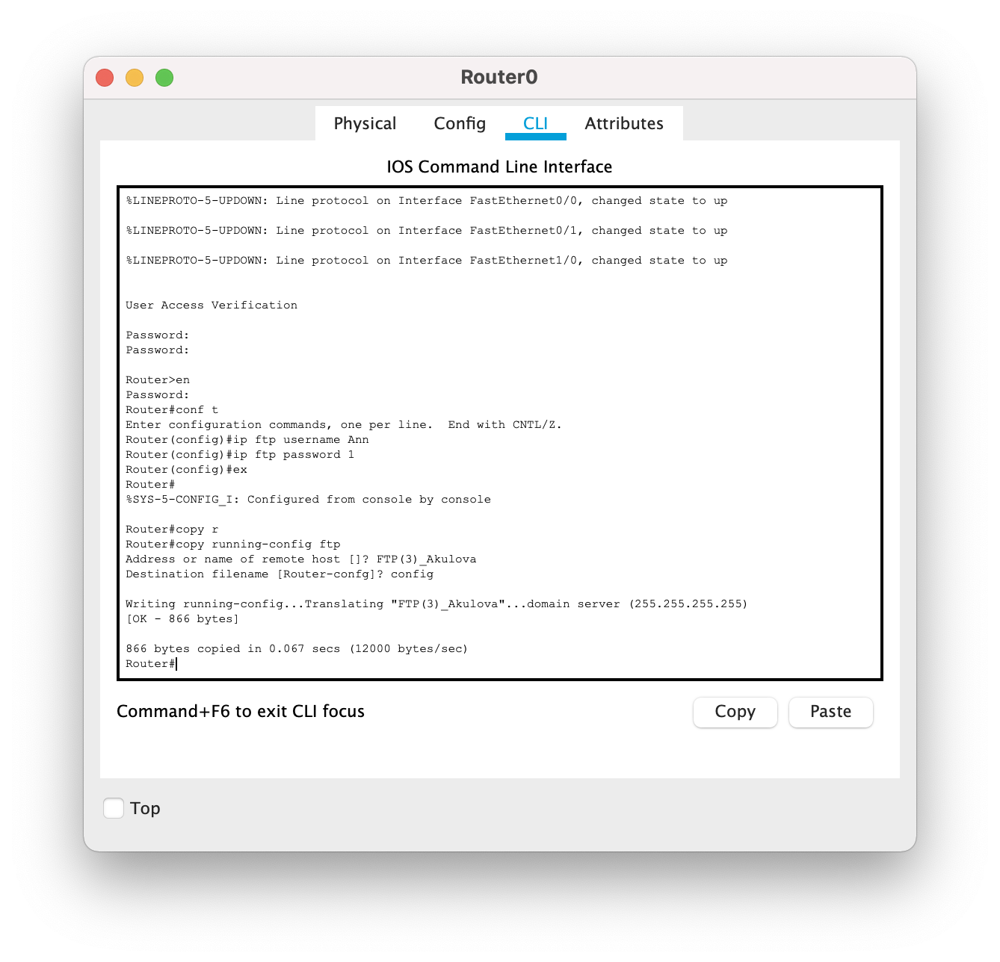 Router0
Physical Config CLI Attributes
IOS Command Line Interface
%LINEPROTO-5-UPDOWN: Line protocol on Interface FastEthernet0/0, changed state to up
%LINEPROTO-5-UPDOWN: Line protocol on Interface FastEthernet0/1, changed state to up
%LINEPROTO-5-UPDOWN: Line protocol on Interface FastEthernet1/0, changed state to up
User Access Verification
Password:
Password:
Router>en
Password:
Router#conf t
Enter configuration commands, one per line.  End with CNTL/Z.
Router(config)#ip ftp username Ann
Router(config)#ip ftp password 1
Router(config)#ex
Router#
%SYS-5-CONFIG_I: Configured from console by console
Router#copy r
Router#copy running-config ftp
Address or name of remote host []? FTP(3)_Akulova
Destination filename [Router-confg]? config
Writing running-config...Translating "FTP(3)_Akulova"...domain server (255.255.255.255)
[OK - 866 bytes]
866 bytes copied in 0.067 secs (12000 bytes/sec)
Router#
Command+F6 to exit CLI focus
Copy Paste
Top